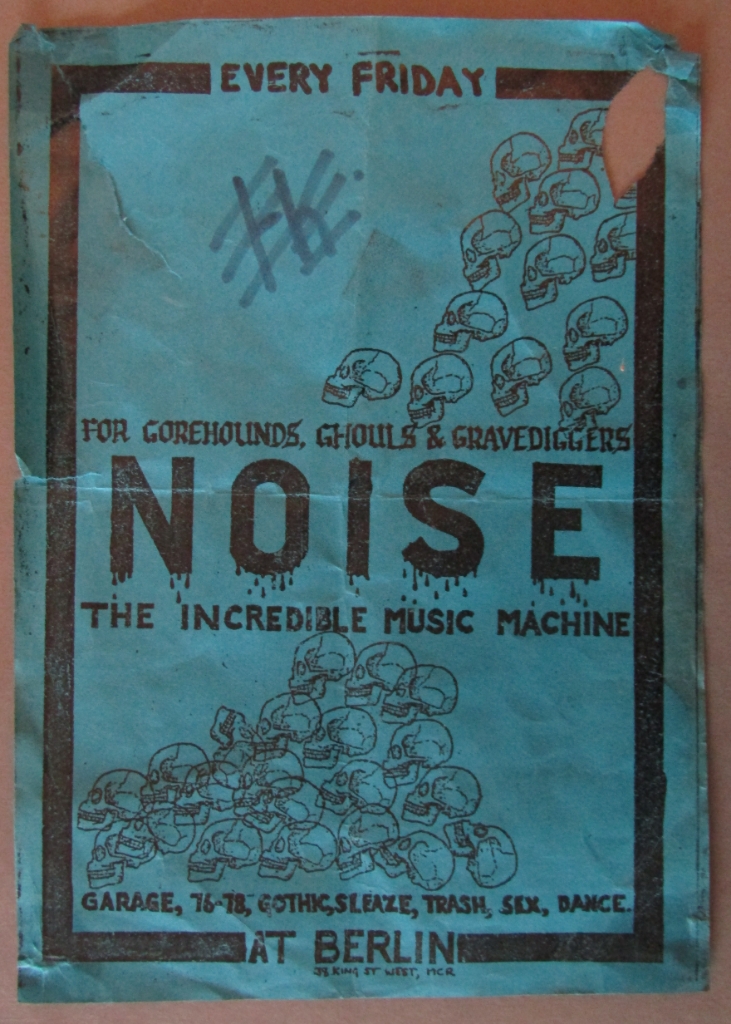 EVERY FRIDAY
FOR GOREHOUNDS, GHOULS & GRAVEDIGGERS
NOISE
THE INCREDIBLE MUSIC MACHINE
GARAGE, 76-78, GOTHIC, SLEAZE, TRASH, SEX, DANCE.
AT BERLIN
KING ST WEST, MCR